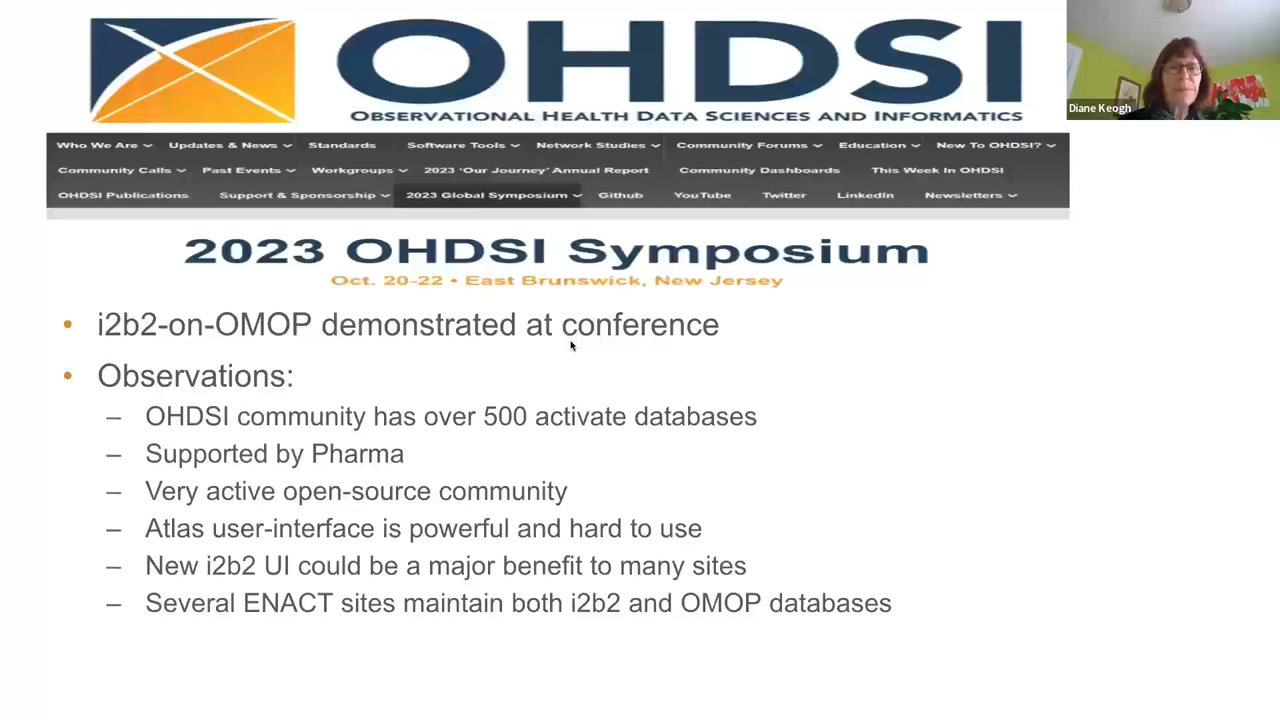 OHDSI
OBSERVATIONAL HEALTH DATA SCIENCES AND INFORMATICS
Diane Keogh
Who We Are Updates & News Standards Software Tools Network Studies Community Forums Education New To OHDSI?
Community Calls Past Events Workgroups 2023 'Our Journey' Annual Report Community Dashboards This Week In OHDSI
OHDSI Publications Support & Sponsorship 2023 Global Symposium Github YouTube Twitter LinkedIn Newsletters
2023 OHDSI Symposium
Oct. 20-22 • East Brunswick, New Jersey
• i2b2-on-OMOP demonstrated at conference
• Observations:
– OHDSI community has over 500 activate databases
– Supported by Pharma
– Very active open-source community
– Atlas user-interface is powerful and hard to use
– New i2b2 UI could be a major benefit to many sites
– Several ENACT sites maintain both i2b2 and OMOP databases